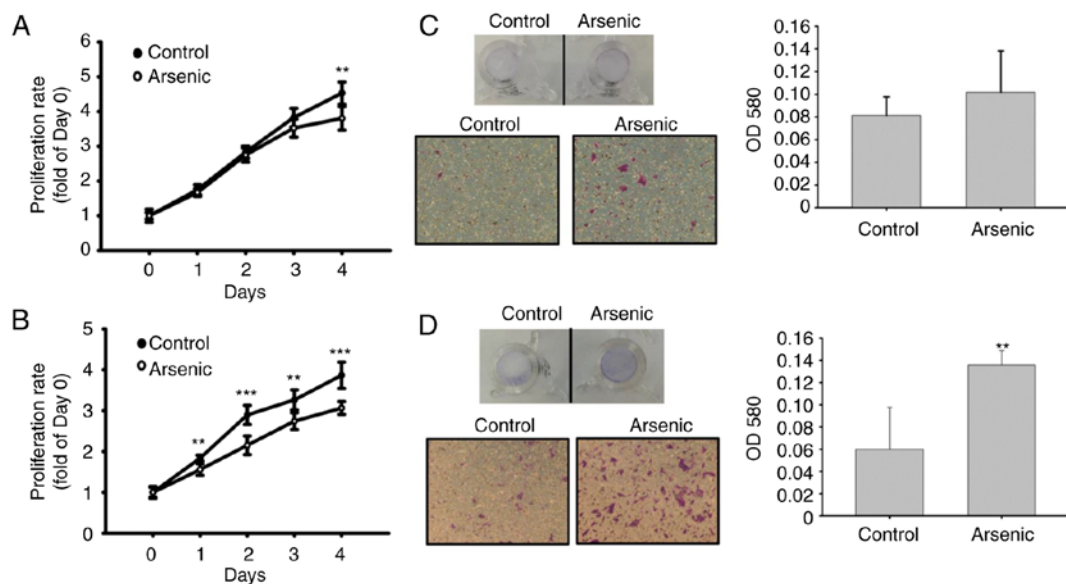 A
Proliferation rate
(fold of Day 0)
6
5
4
3
2
1
0
Control
Arsenic
**
0 1 2 3 4
Days
B
Proliferation rate
(fold of Day 0)
5
4
3
2
1
0
Control
Arsenic
**
***
**
***
0 1 2 3 4
Days
C
Control Arsenic
Control Arsenic
OD 580
0.16
0.14
0.12
0.10
0.08
0.06
0.04
0.02
0
Control Arsenic
D
Control Arsenic
Control Arsenic
OD 580
0.16
0.14
0.12
0.10
0.08
0.06
0.04
0.02
0
**
Control Arsenic